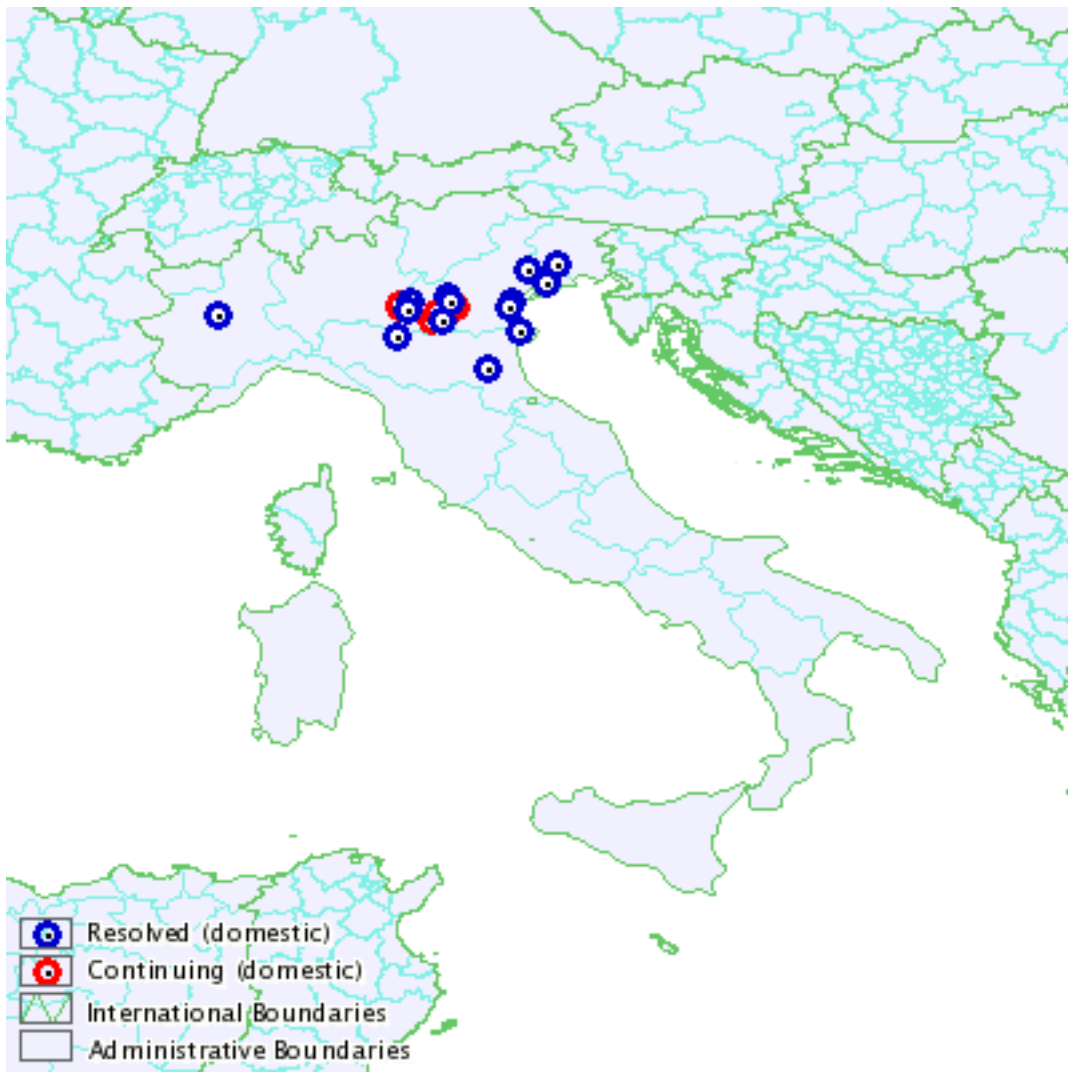 Resolved (domestic)
Continuing (domestic)
International Boundaries
Administrative Boundaries